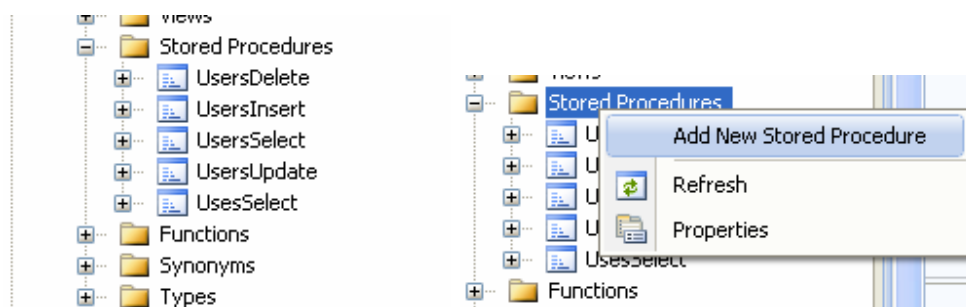 Views
Stored Procedures
UsersDelete
UsersInsert
UsersSelect
UsersUpdate
UsesSelect
Functions
Synonyms
Types
Stored Procedures
Add New Stored Procedure
Refresh
Properties
UsesSelect
Functions